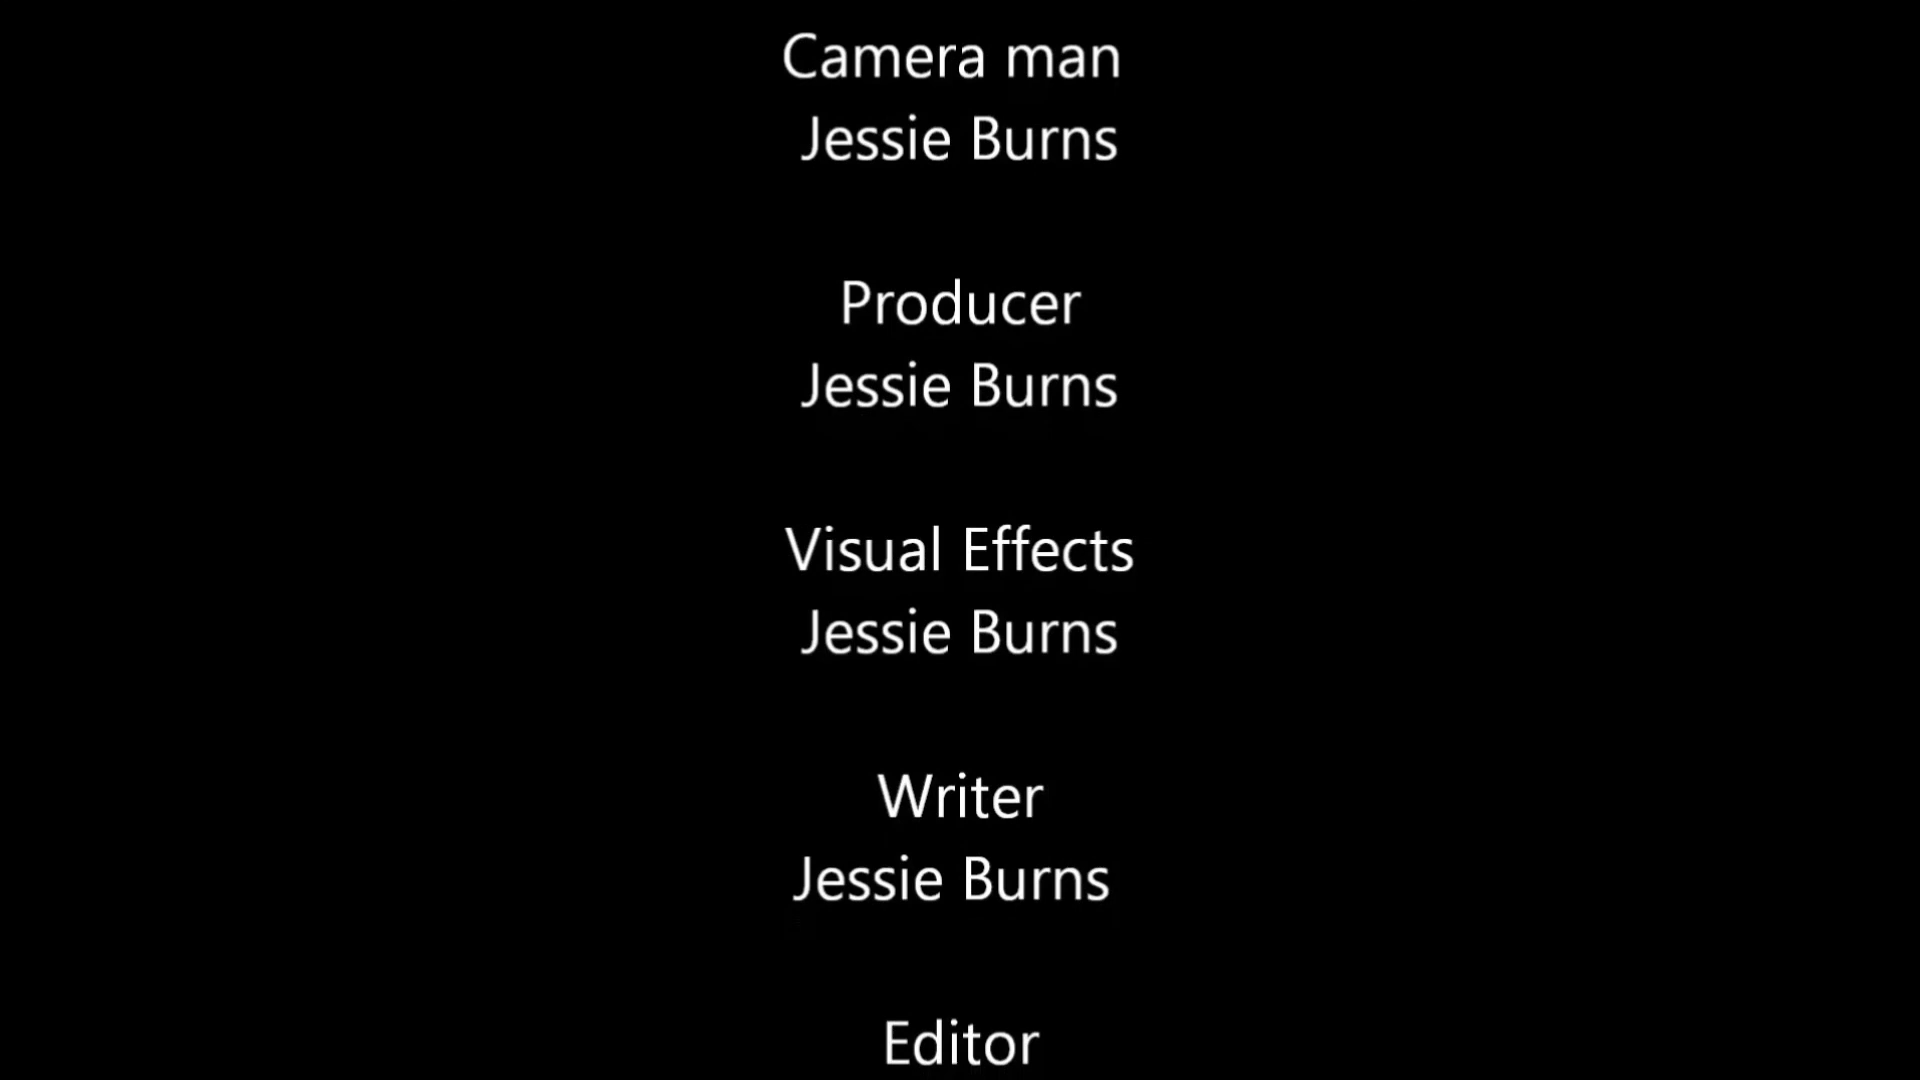 Camera man
Jessie Burns
Producer
Jessie Burns
Visual Effects
Jessie Burns
Writer
Jessie Burns
Editor